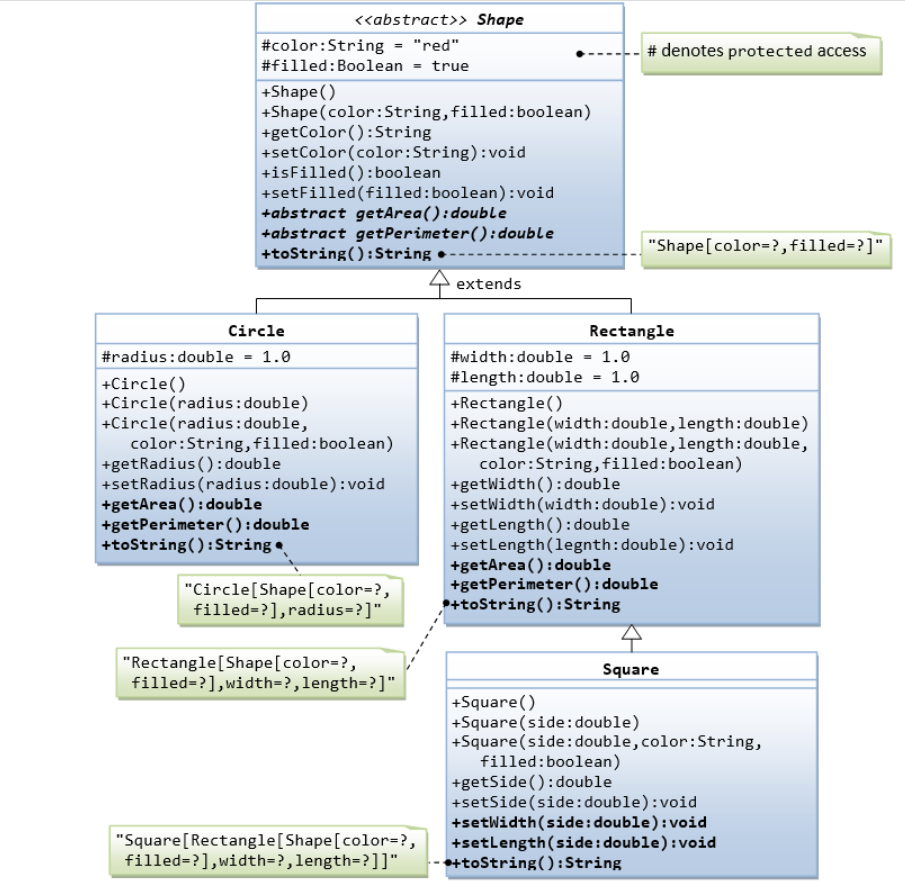 <<abstract>> Shape
#color:String = "red"
#filled:Boolean = true
# denotes protected access
+Shape()
+Shape(color:String,filled:boolean)
+getColor():String
+setColor(color:String):void
+isFilled():boolean
+setFilled(filled:boolean):void
+abstract getArea():double
+abstract getPerimeter():double
+toString():String
"Shape[color=?,filled=?]"
extends
Circle
#radius:double = 1.0
+Circle()
+Circle(radius:double)
+Circle(radius:double,
color:String,filled:boolean)
+getRadius():double
+setRadius(radius:double):void
+getArea():double
+getPerimeter():double
+toString():String
"Circle[Shape[color=?,
filled=?],radius=?]"
Rectangle
#width:double = 1.0
#length:double = 1.0
+Rectangle()
+Rectangle(width:double,length:double)
+Rectangle(width:double,length:double,
color:String,filled:boolean)
+getWidth():double
+setWidth(width:double):void
+getLength():double
+setLength(legnth:double):void
+getArea():double
+getPerimeter():double
+toString():String
"Rectangle[Shape[color=?,
filled=?],width=?,length=?]"
Square
+Square()
+Square(side:double)
+Square(side:double,color:String,
filled:boolean)
+getSide():double
+setSide(side:double):void
+setWidth(side:double):void
+setLength(side:double):void
+toString():String
"Square[Rectangle[Shape[color=?,
filled=?],width=?,length=?]]"